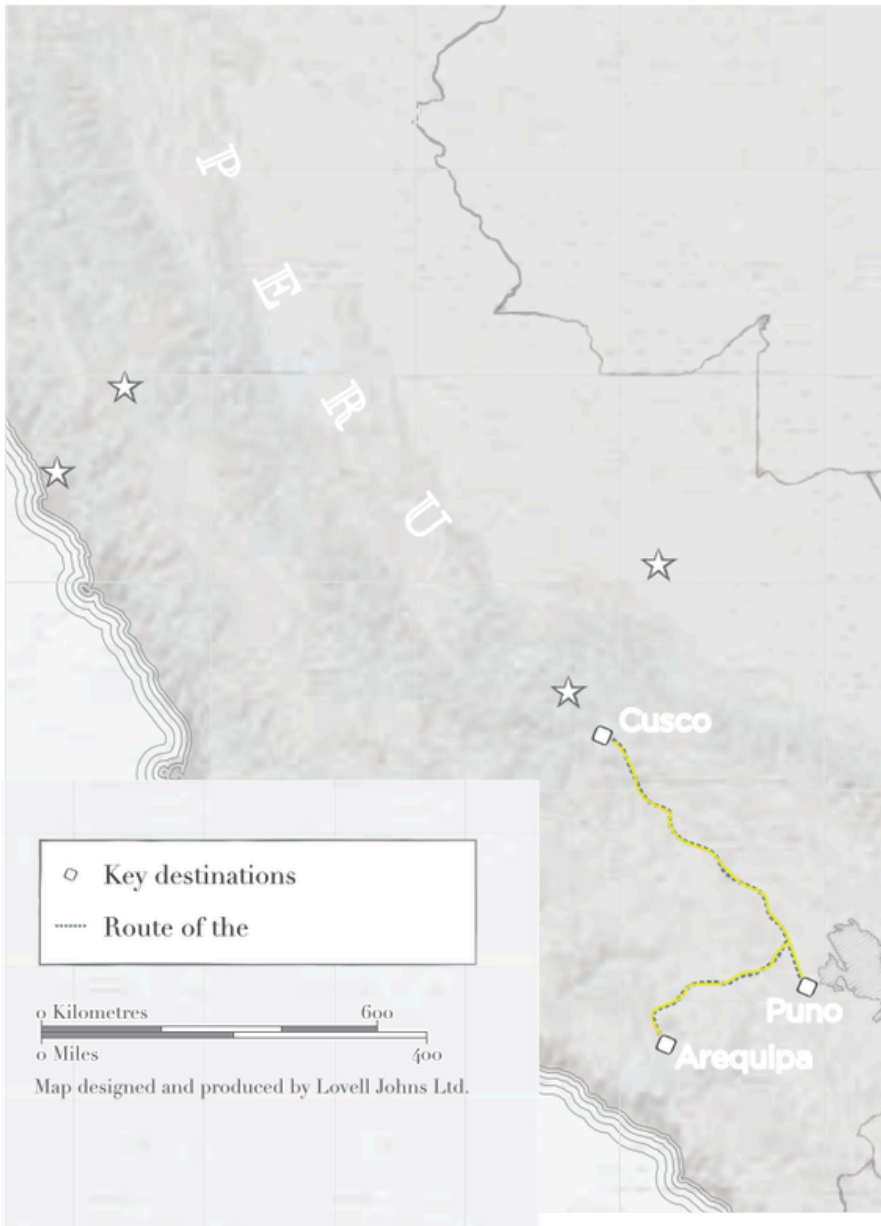 PERU
Cusco
Puno
Arequipa
Key destinations
Route of the
0 Kilometres 600
0 Miles 400
Map designed and produced by Lovell Johns Ltd.